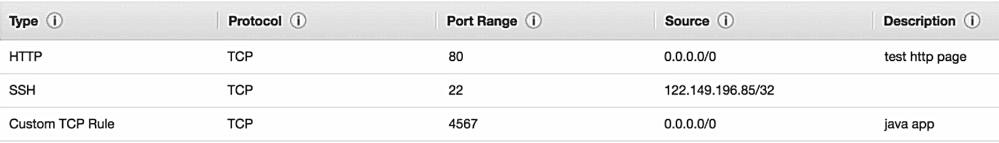 Type Protocol Port Range Source Description
HTTP TCP 80 0.0.0.0/0 test http page
SSH TCP 22 122.149.196.85/32
Custom TCP Rule TCP 4567 0.0.0.0/0 java app